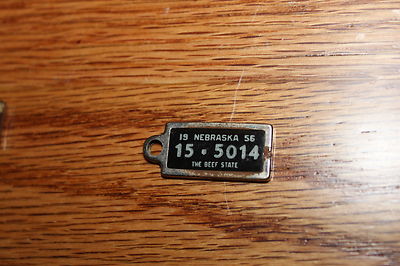 19 NEBRASKA 56
15 · 5014
THE BEEF STATE